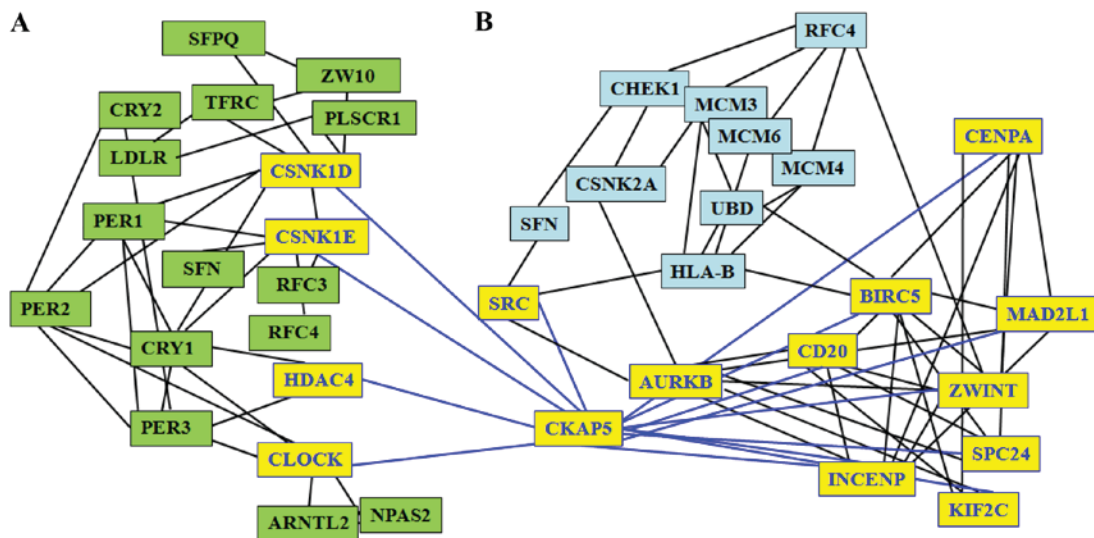 A
SFPQ
ZW10
TFRC
CRY2
PLSCR1
LDLR
CSNK1D
PER1
CSNK1E
SFN
RFC3
PER2
RFC4
CRY1
HDAC4
PER3
CLOCK
ARNTL2
NPAS2
B
RFC4
CHEK1
MCM3
MCM6
CENPA
MCM4
CSNK2A
UBD
SFN
HLA-B
SRC
BIRC5
MAD2L1
CD20
AURKB
ZWINT
CKAP5
SPC24
INCENP
KIF2C